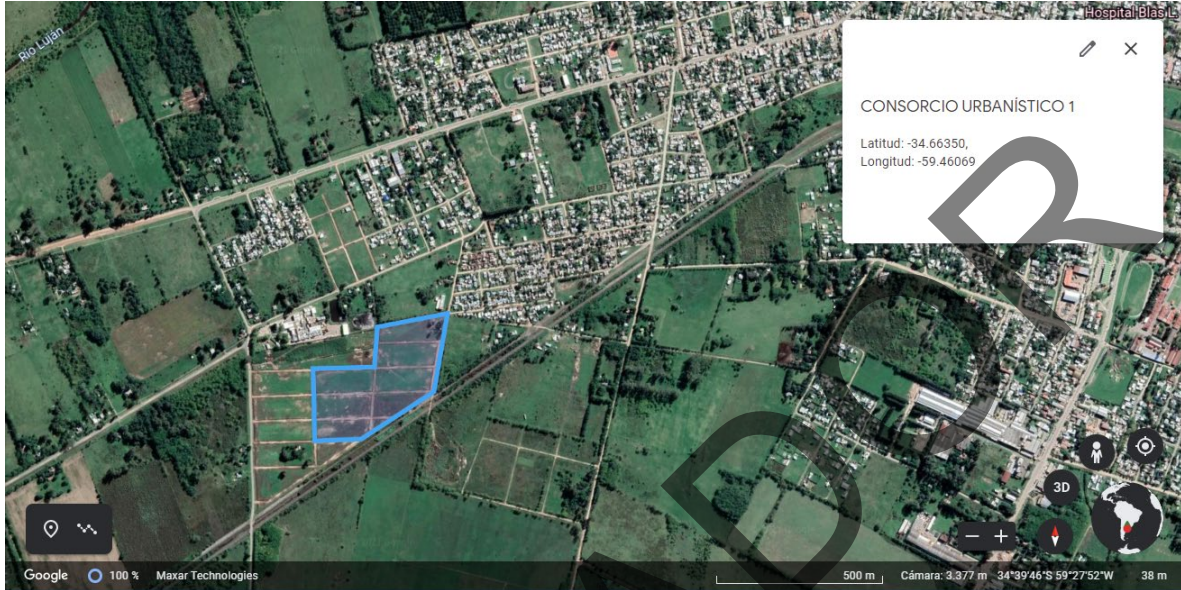 Hospital Blas L
Río Luján
CONSORCIO URBANÍSTICO 1
Latitud: -34.66350,
Longitud: -59.46069
3D
Google
100 %
Maxar Technologies
500 m
Cámara: 3.377 m
34°39'46"S 59°27'52"W
38 m